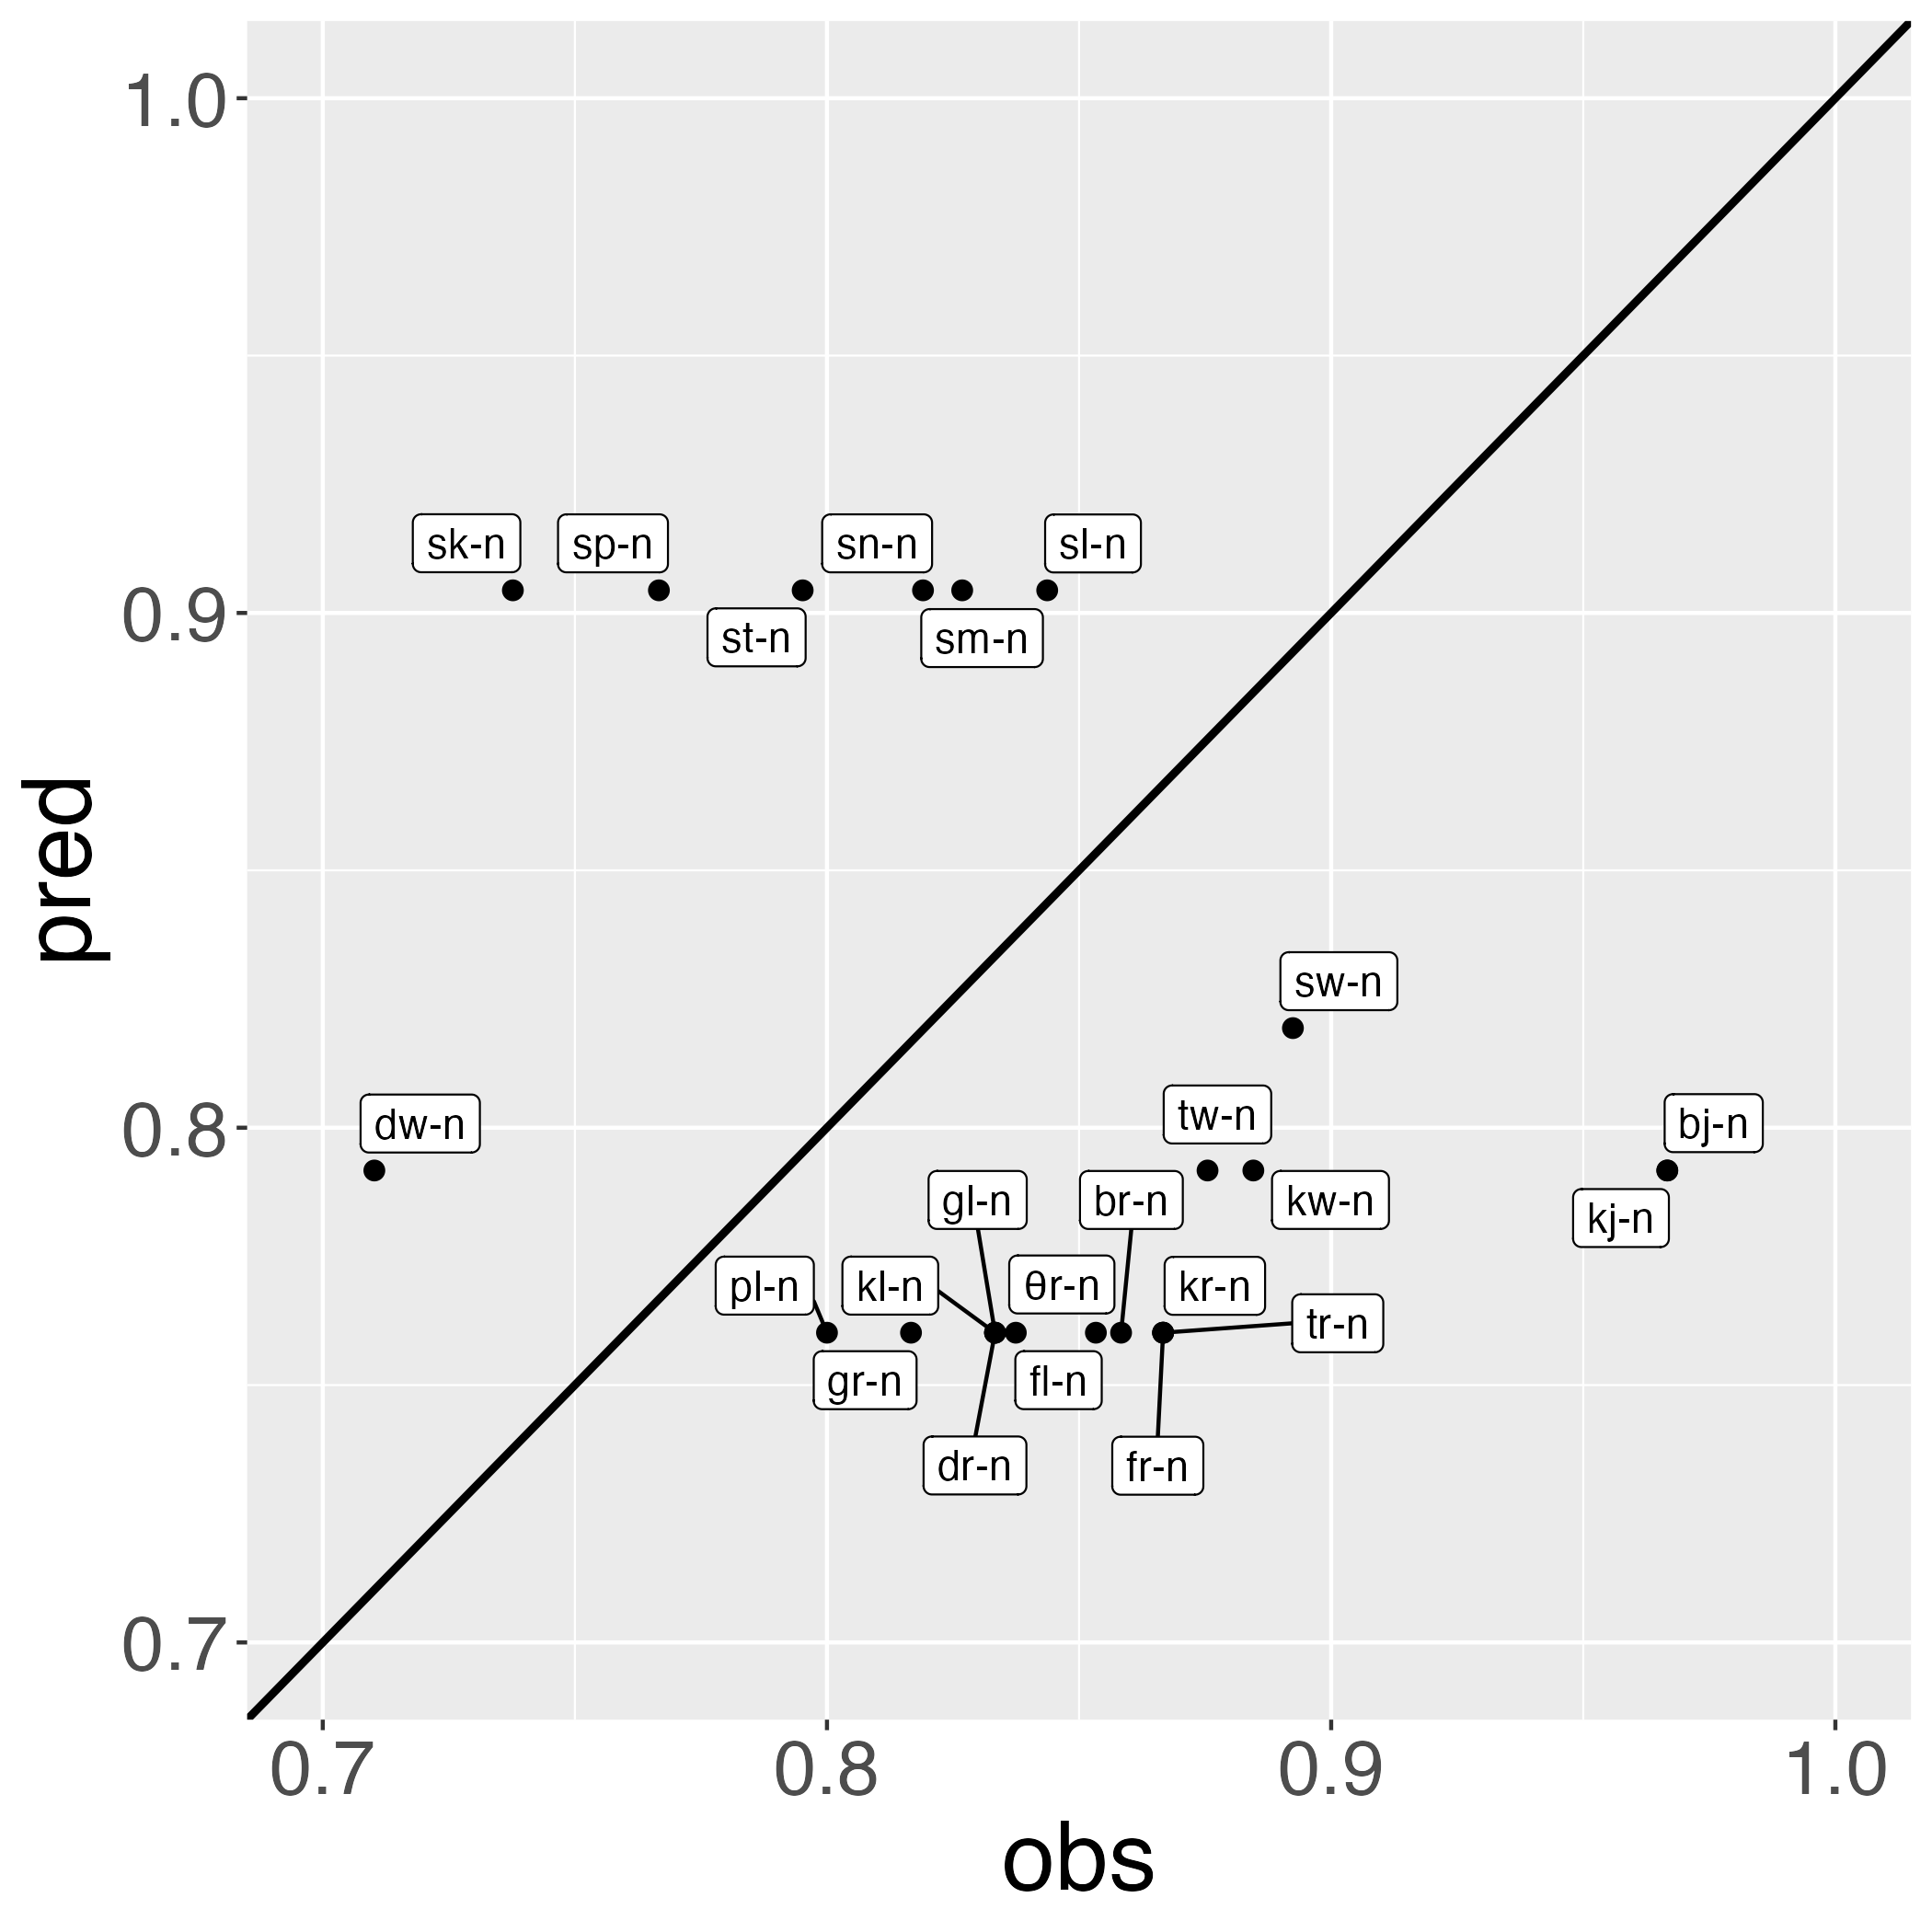 1.0
0.9
0.8
0.7
pred
sk-n
sp-n
sn-n
sl-n
st-n
sm-n
sw-n
dw-n
tw-n
bj-n
gl-n
br-n
kw-n
kj-n
pl-n
kl-n
θr-n
kr-n
tr-n
gr-n
fl-n
dr-n
fr-n
0.7 0.8 0.9 1.0
obs